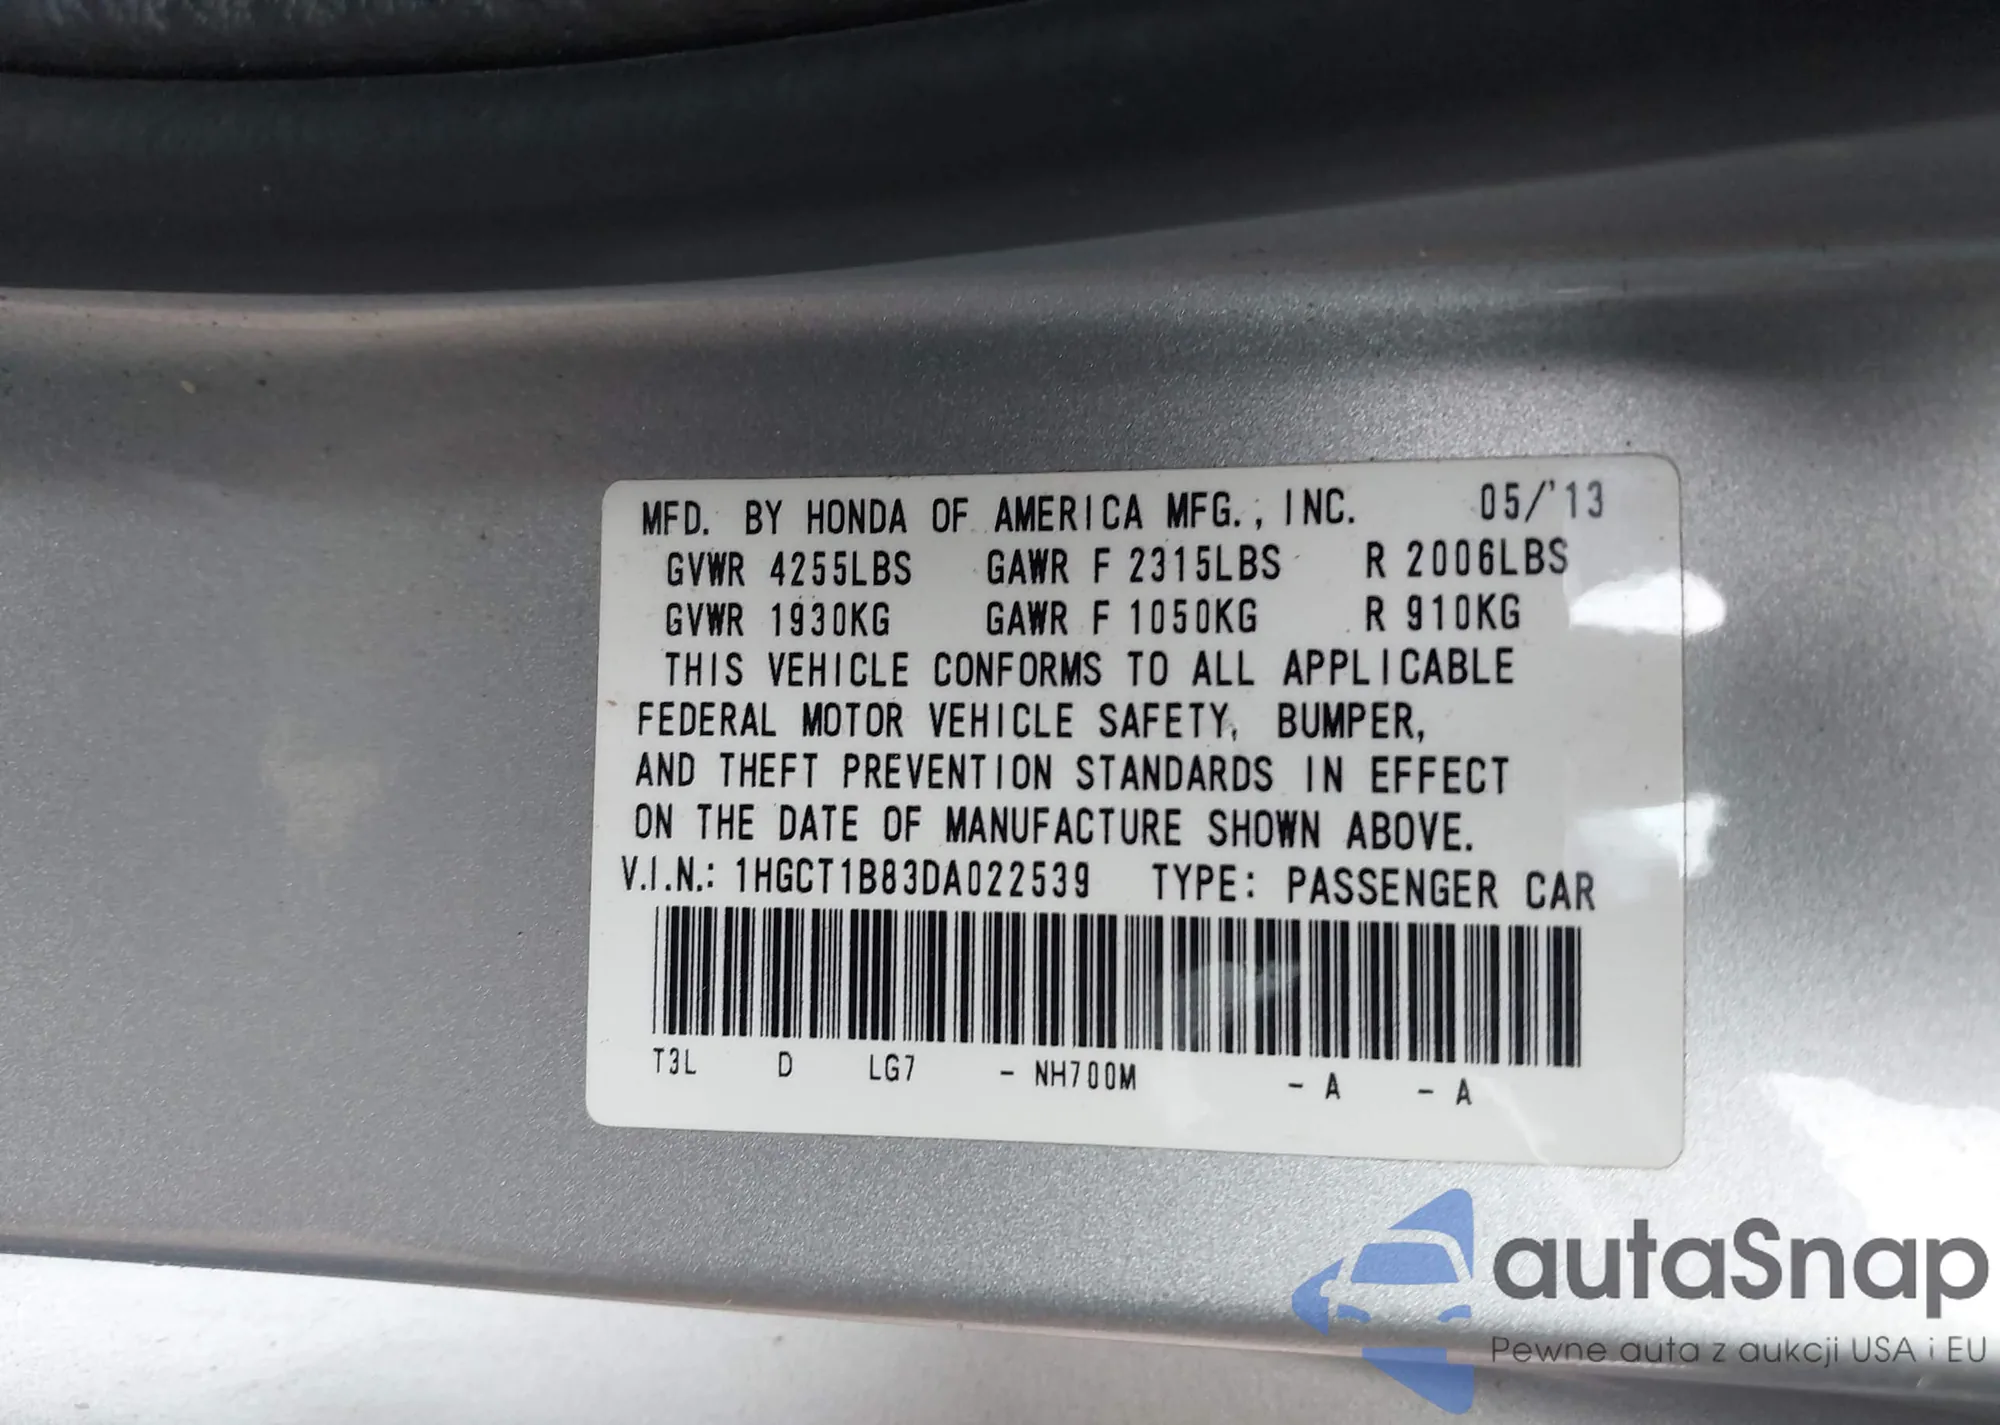 MFD. BY HONDA OF AMERICA MFG., INC. 05/'13
GVWR 4255LBS GAWR F 2315LBS R 2006LBS
GVWR 1930KG GAWR F 1050KG R 910KG
THIS VEHICLE CONFORMS TO ALL APPLICABLE
FEDERAL MOTOR VEHICLE SAFETY, BUMPER,
AND THEFT PREVENTION STANDARDS IN EFFECT
ON THE DATE OF MANUFACTURE SHOWN ABOVE.
V.I.N.: 1HGCT1B83DA022539 TYPE: PASSENGER CAR
T3L D LG7 - NH700M - A - A
autaSnap
Pewne auta z aukcji USA i EU